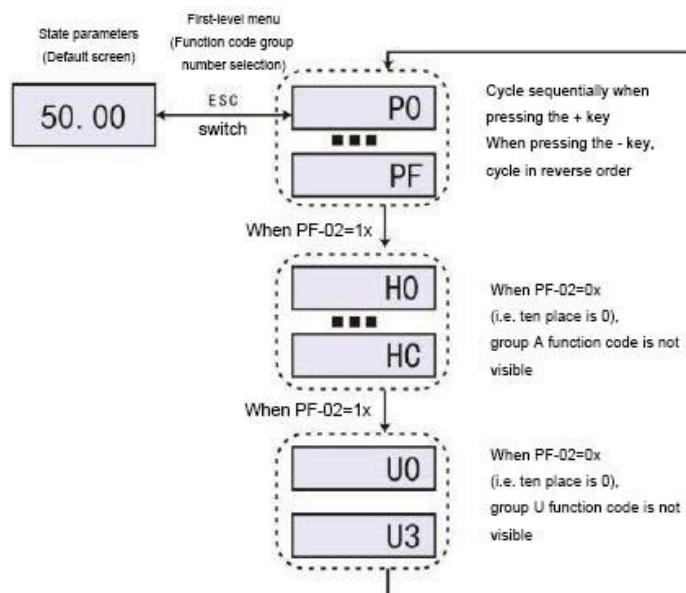 State parameters
(Default screen)
First-level menu
(Function code group
number selection)
50.00
ESC
switch
P0
PF
Cycle sequentially when
pressing the + key
When pressing the - key,
cycle in reverse order
When PF-02=1x
H0
HC
When PF-02=0x
(i.e. ten place is 0),
group A function code is not
visible
When PF-02=1x
U0
U3
When PF-02=0x
(i.e. ten place is 0),
group U function code is not
visible